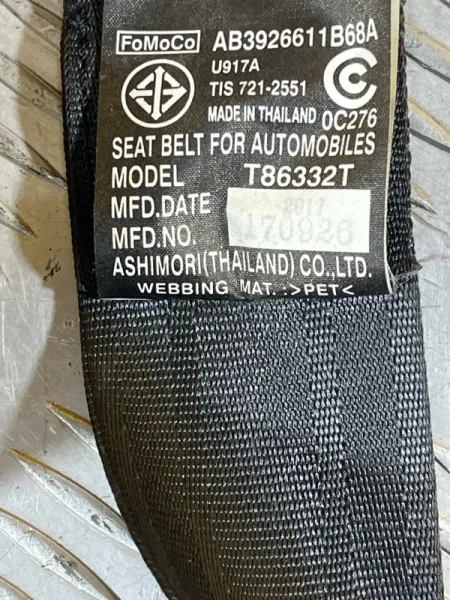 FoMoCo AB3926611B68A
U917A
TIS 721-2551
MADE IN THAILAND 0C276
SEAT BELT FOR AUTOMOBILES
MODEL T86332T
MFD.DATE 2017
MFD.NO. 170926
ASHIMORI(THAILAND) CO.,LTD.
WEBBING MAT. :>PET<